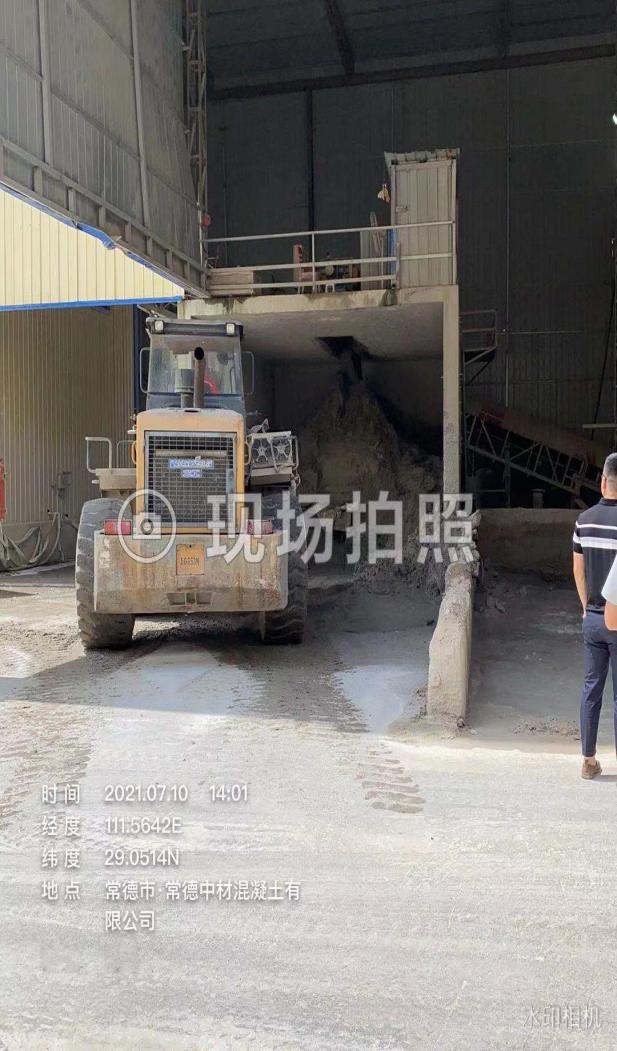 现场拍照
时间 2021.07.10 14:01
经度 111.5642E
纬度 29.0514N
地点 常德市·常德中材混凝土有
限公司
水印相机